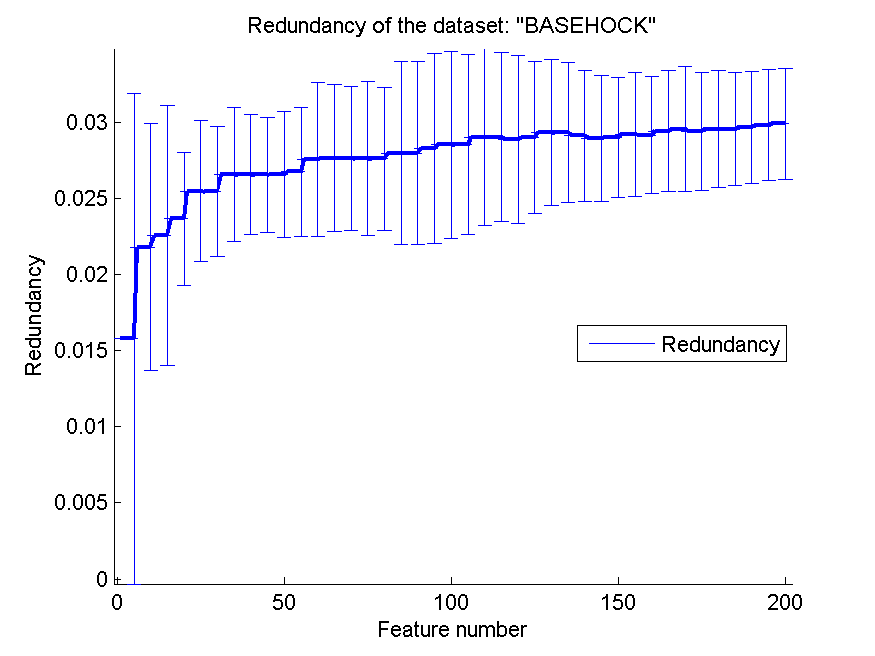 Redundancy of the dataset: "BASEHOCK"
0.03
0.025
0.02
0.015
0.01
0.005
0
Redundancy
Redundancy
0 50 100 150 200
Feature number